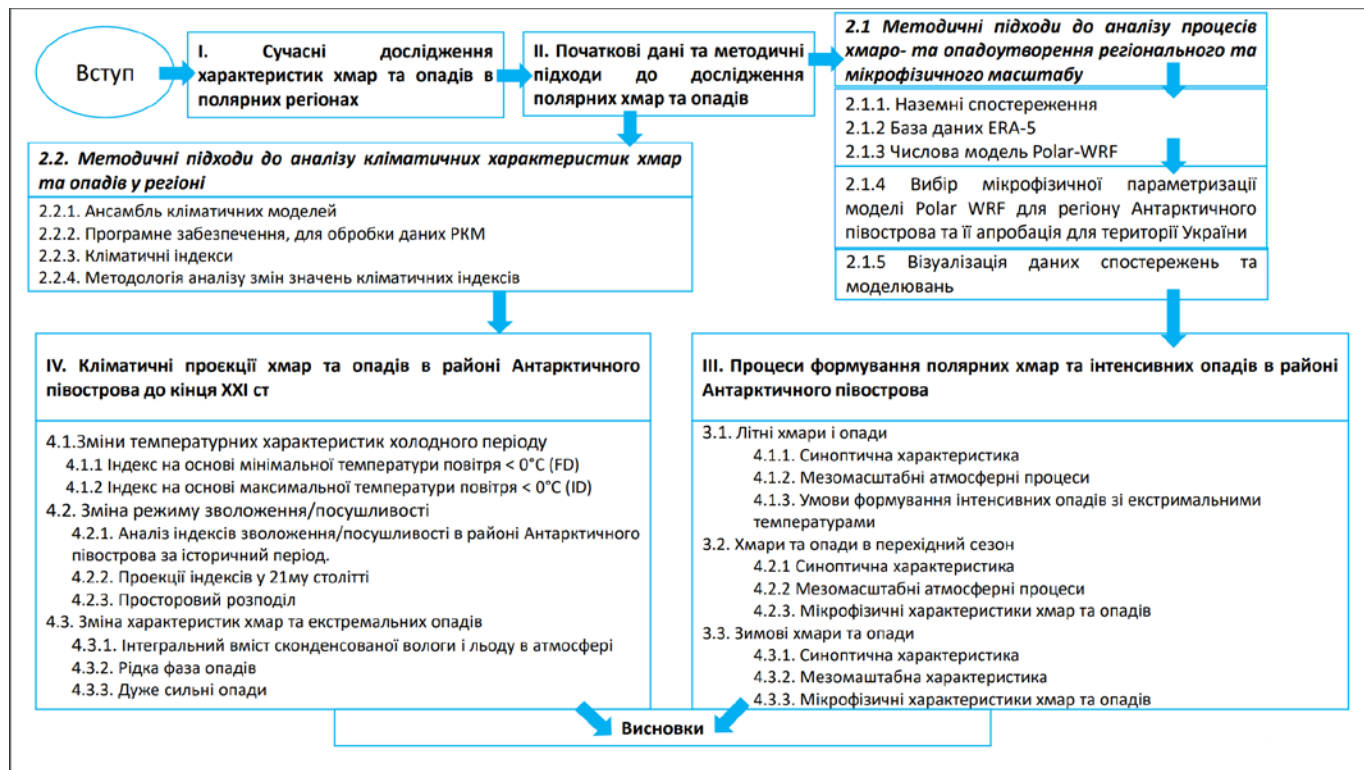 Вступ
I. Сучасні дослідження
характеристик хмар та опадів в
полярних регіонах
II. Початкові дані та методичні
підходи до дослідження
полярних хмар та опадів
2.1 Методичні підходи до аналізу процесів
хмаро- та опадоутворення регіонального та
мікрофізичного масштабу
2.1.1. Наземні спостереження
2.1.2 База даних ERA-5
2.1.3 Числова модель Polar-WRF
2.1.4 Вибір мікрофізичної параметризації
моделі Polar WRF для регіону Антарктичного
півострова та її апробація для території України
2.1.5 Візуалізація даних спостережень та
моделювань
2.2. Методичні підходи до аналізу кліматичних характеристик хмар
та опадів у регіоні
2.2.1. Ансамбль кліматичних моделей
2.2.2. Програмне забезпечення, для обробки даних РКМ
2.2.3. Кліматичні індекси
2.2.4. Методологія аналізу змін значень кліматичних індексів
IV. Кліматичні проєкції хмар та опадів в районі Антарктичного
півострова до кінця XXI ст
4.1.Зміни температурних характеристик холодного періоду
4.1.1 Індекс на основі мінімальної температури повітря < 0°C (FD)
4.1.2 Індекс на основі максимальної температури повітря < 0°C (ID)
4.2. Зміна режиму зволоження/посушливості
4.2.1. Аналіз індексів зволоження/посушливості в районі Антарктичного
півострова за історичний період.
4.2.2. Проекції індексів у 21му столітті
4.2.3. Просторовий розподіл
4.3. Зміна характеристик хмар та екстремальних опадів
4.3.1. Інтегральний вміст сконденсованої вологи і льоду в атмосфері
4.3.2. Рідка фаза опадів
4.3.3. Дуже сильні опади
III. Процеси формування полярних хмар та інтенсивних опадів в районі
Антарктичного півострова
3.1. Літні хмари і опади
4.1.1. Синоптична характеристика
4.1.2. Мезомасштабні атмосферні процеси
4.1.3. Умови формування інтенсивних опадів зі екстримальними
температурами
3.2. Хмари та опади в перехідний сезон
4.2.1 Синоптична характеристика
4.2.2 Мезомасштабні атмосферні процеси
4.2.3. Мікрофізичні характеристики хмар та опадів
3.3. Зимові хмари та опади
4.3.1. Синоптична характеристика
4.3.2. Мезомаштабна характеристика
4.3.3. Мікрофізичні характеристики хмар та опадів
Висновки